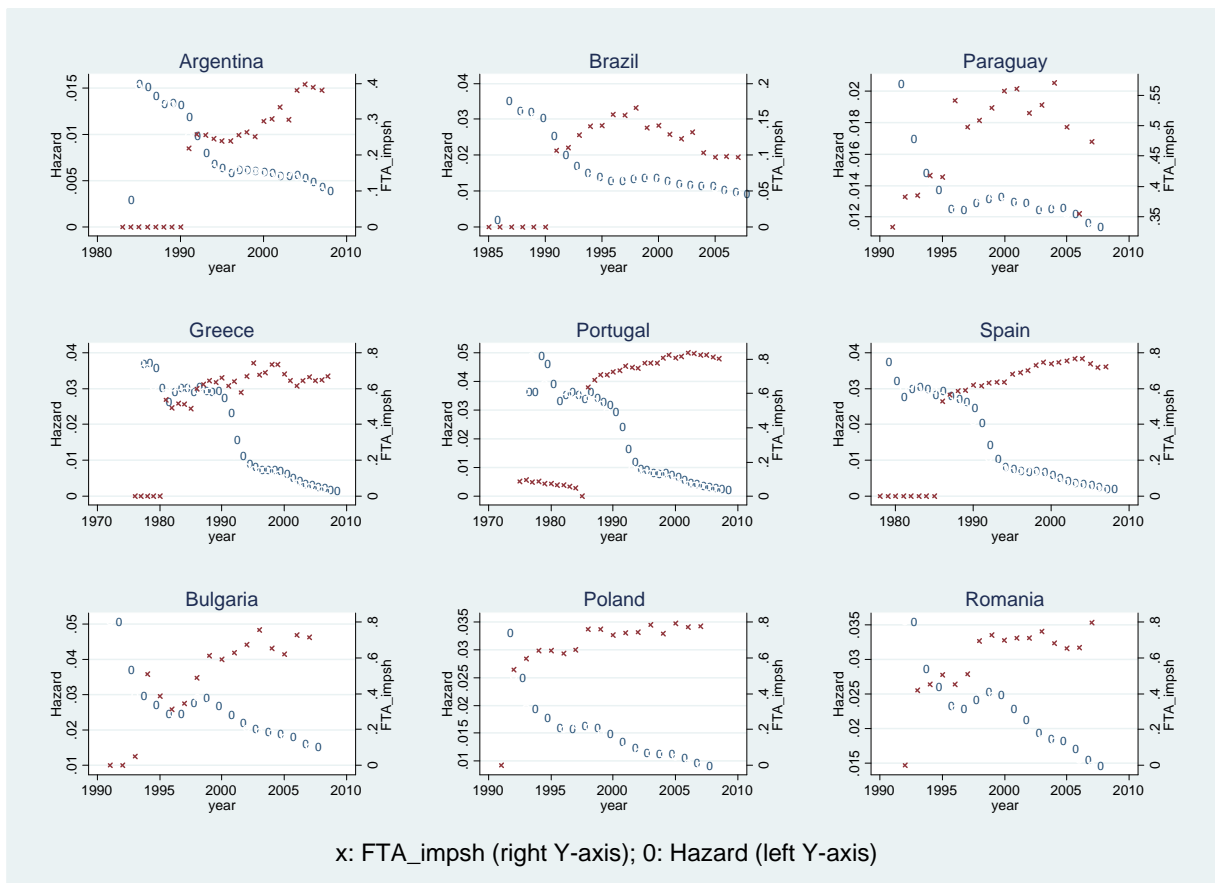 Argentina
Hazard
0 .005 .01 .015
FTA_impsh
0 .1 .2 .3 .4
1980 1990 2000 2010
year
Brazil
Hazard
0 .01 .02 .03 .04
FTA_impsh
0 .05 .1 .15 .2
1985 1990 1995 2000 2005
year
Paraguay
Hazard
.012 .014 .016 .018 .02
FTA_impsh
.35 .4 .45 .5 .55
1990 1995 2000 2005 2010
year
Greece
Hazard
0 .01 .02 .03 .04
FTA_impsh
0 .2 .4 .6 .8
1970 1980 1990 2000 2010
year
Portugal
Hazard
0 .01 .02 .03 .04 .05
FTA_impsh
0 .2 .4 .6 .8
1970 1980 1990 2000 2010
year
Spain
Hazard
0 .01 .02 .03 .04
FTA_impsh
0 .2 .4 .6 .8
1980 1990 2000 2010
year
Bulgaria
Hazard
.01 .02 .03 .04 .05
FTA_impsh
0 .2 .4 .6 .8
1990 1995 2000 2005 2010
year
Poland
Hazard
.01 .015 .02 .025 .03 .035
FTA_impsh
0 .2 .4 .6 .8
1990 1995 2000 2005 2010
year
Romania
Hazard
.015 .02 .025 .03 .035
FTA_impsh
0 .2 .4 .6 .8
1990 1995 2000 2005 2010
year
x: FTA_impsh (right Y-axis); 0: Hazard (left Y-axis)